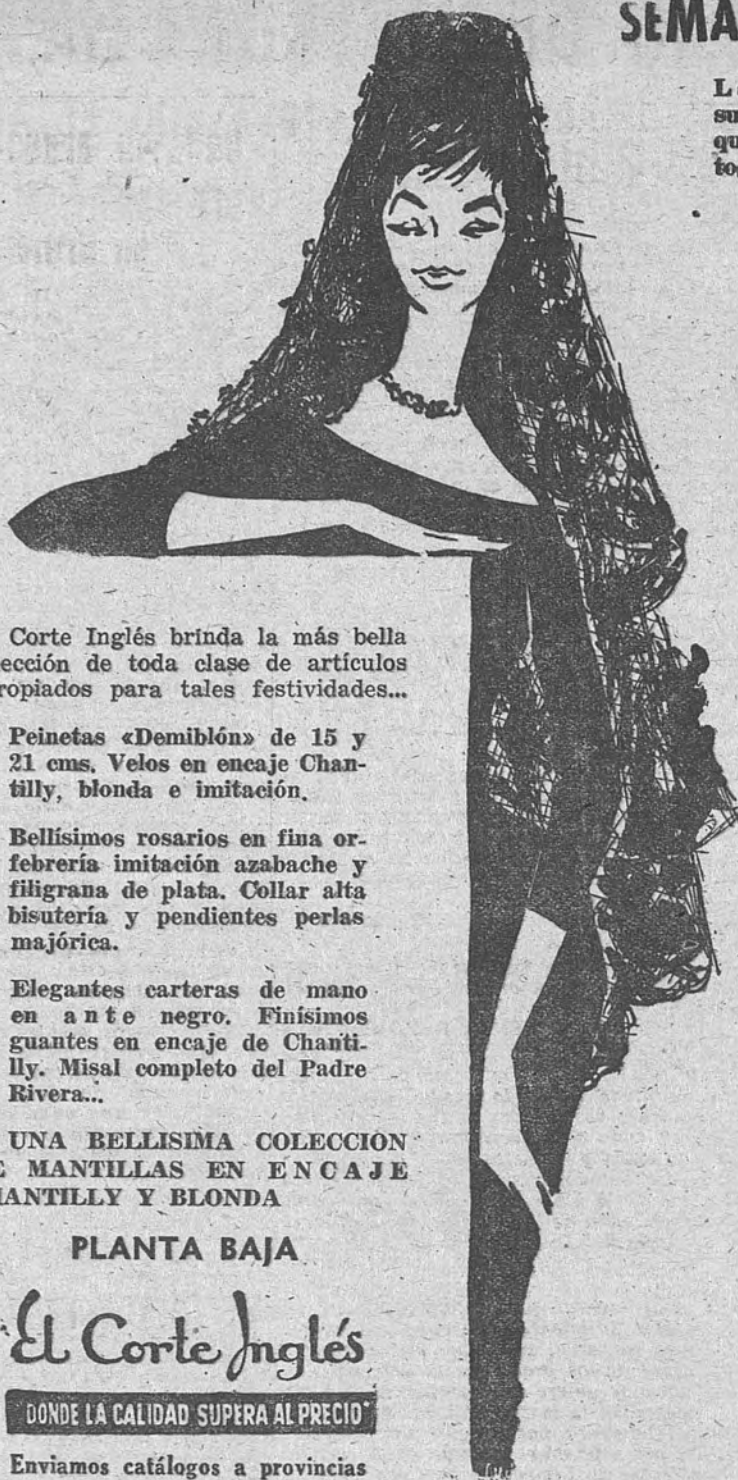 SEMA
L
su
qu
to
Corte Inglés brinda la más bella
ección de toda clase de artículos
ropiados para tales festividades...
Peinetas «Demiblón» de 15 y
21 cms. Velos en encaje Chan-
tilly, blonda e imitación.
Bellísimos rosarios en fina or-
febrería imitación azabache y
filigrana de plata. Collar alta
bisutería y pendientes perlas
majórica.
Elegantes carteras de mano
en ante negro. Finísimos
guantes en encaje de Chanti-
lly. Misal completo del Padre
Rivera...
UNA BELLISIMA COLECCION
E MANTILLAS EN ENCAJE
HANTILLY Y BLONDA
PLANTA BAJA
El Corte Inglés
DONDE LA CALIDAD SUPERA AL PRECIO"
Enviamos catálogos a provincias